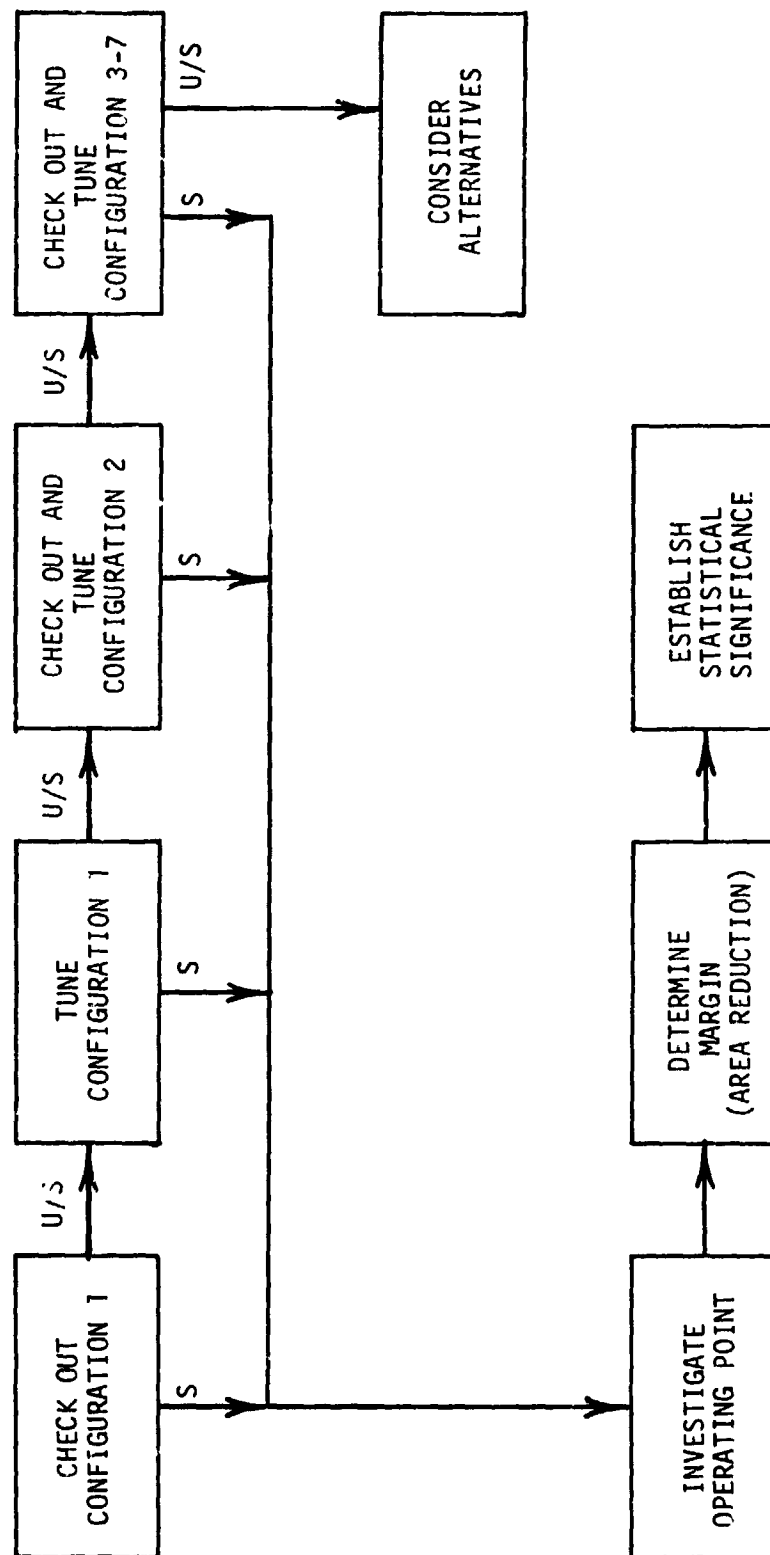 CHECK OUT
CONFIGURATION 1
U/S
TUNE
CONFIGURATION 1
U/S
CHECK OUT AND
TUNE
CONFIGURATION 2
U/S
CHECK OUT AND
TUNE
CONFIGURATION 3-7
S
S
S
S
U/S
CONSIDER
ALTERNATIVES
INVESTIGATE
OPERATING POINT
DETERMINE
MARGIN
(AREA REDUCTION)
ESTABLISH
STATISTICAL
SIGNIFICANCE